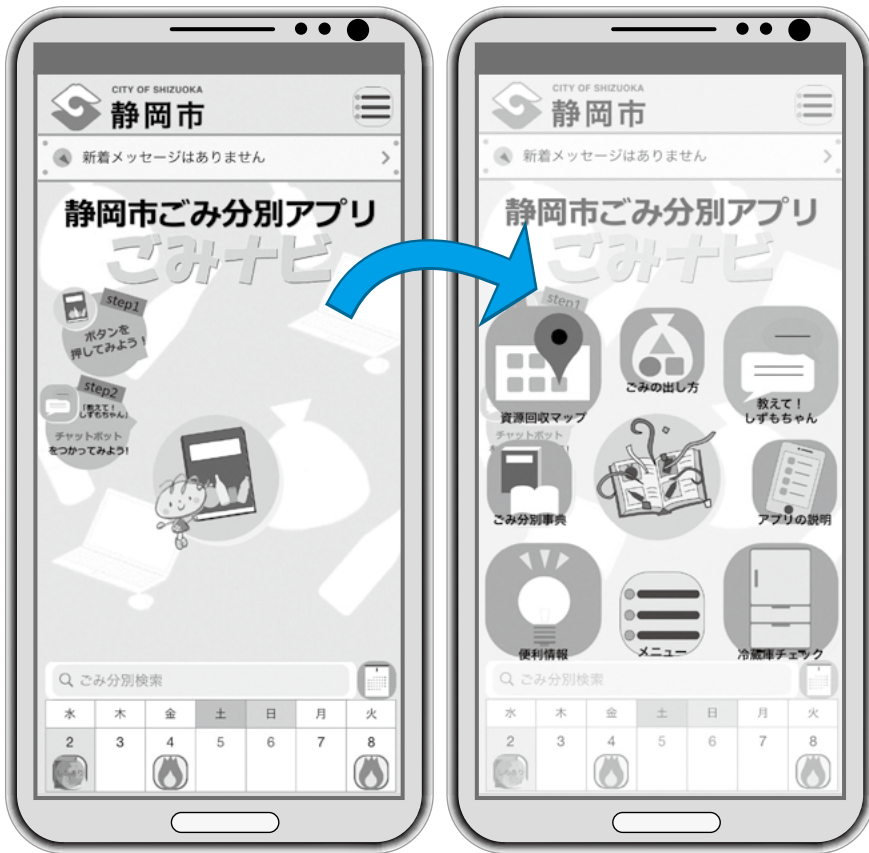 CITY OF SHIZUOKA
静岡市
新着メッセージはありません
静岡市ごみ分別アプリ
ごみナビ
step1
ボタンを
押してみよう！
step2
「教えて！
しずもちゃん」
チャットボット
をつかってみよう!
ごみ分別検索
水 木 金 土 日 月 火
2 3 4 5 6 7 8
CITY OF SHIZUOKA
静岡市
新着メッセージはありません
静岡市ごみ分別アプリ
ごみナビ
step1
資源回収マップ
ごみの出し方
教えて！
しずもちゃん
チャットボット
ごみ分別事典
アプリの説明
便利情報
メニュー
冷蔵庫チェック
ごみ分別検索
水 木 金 土 日 月 火
2 3 4 5 6 7 8